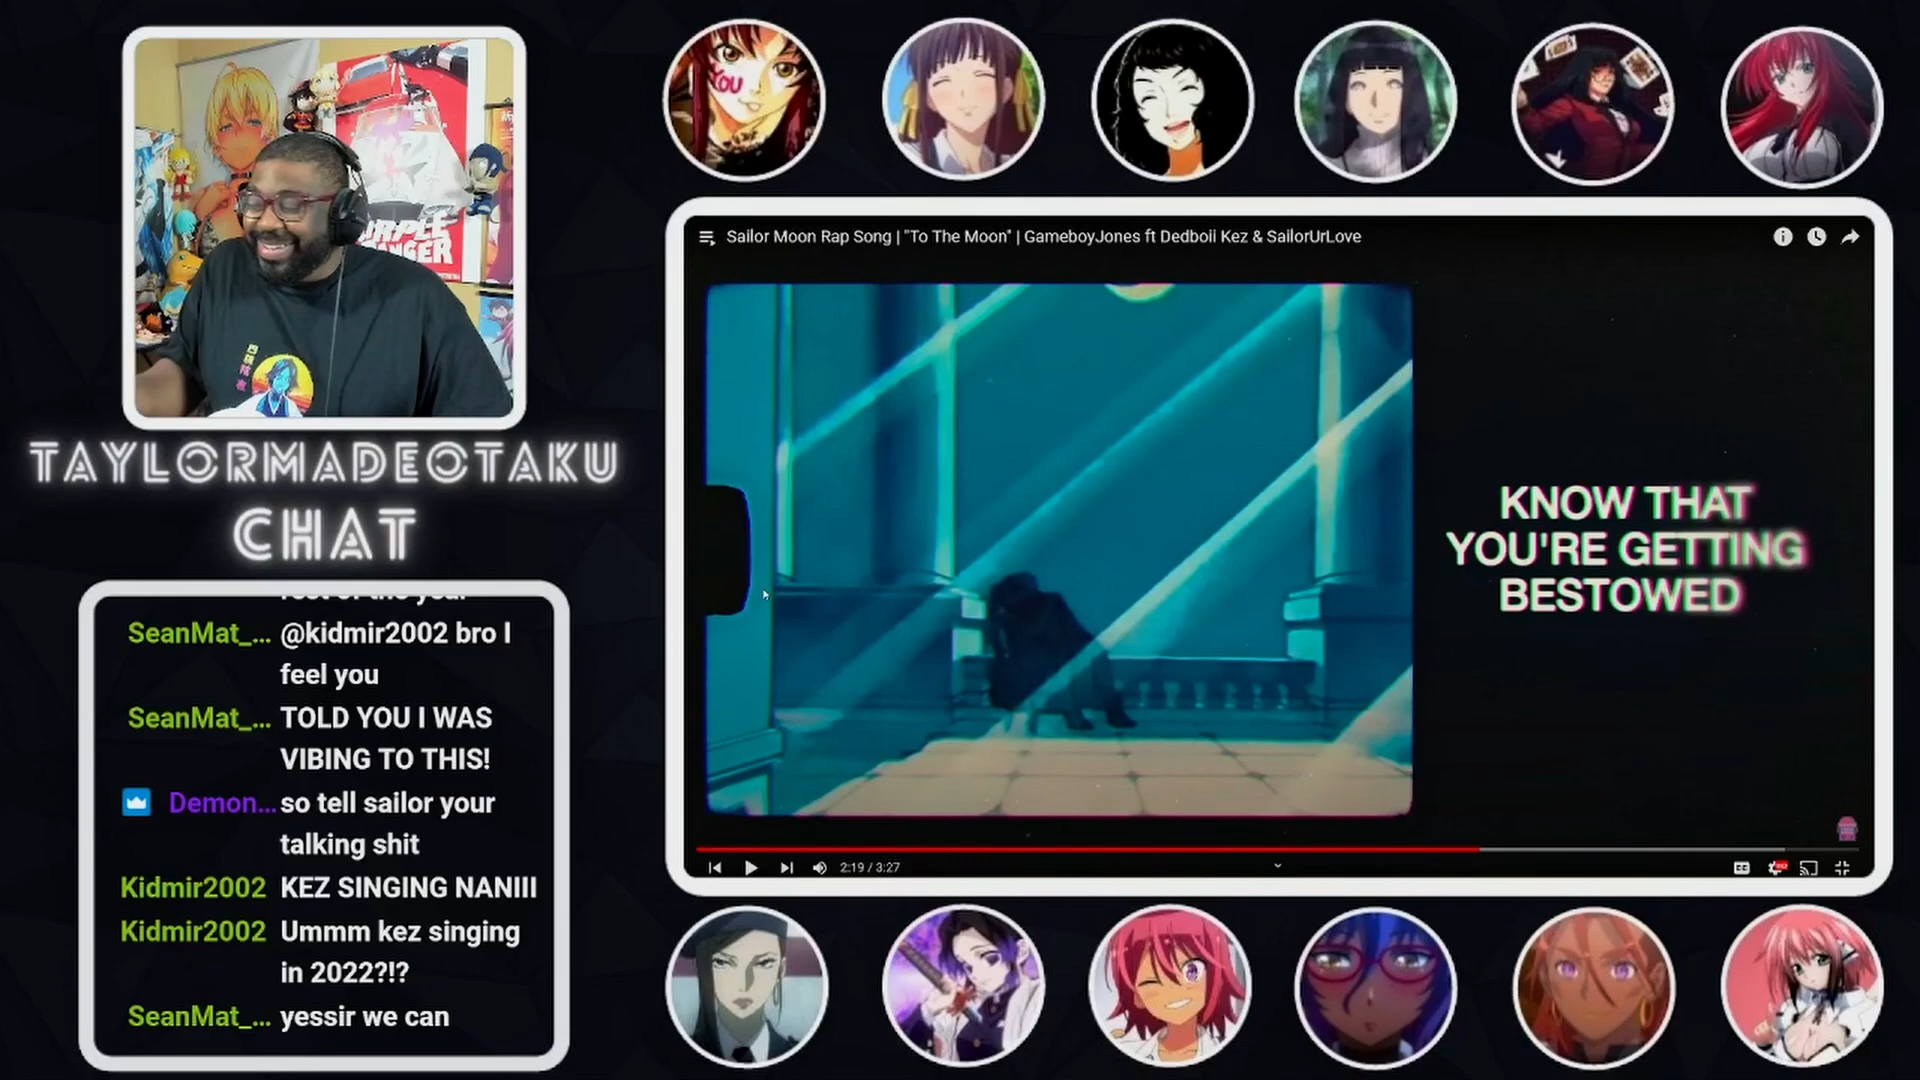 YOU
PURPLE
RANGER
TAYLORMADEOTAKU
CHAT
SeanMat_... @kidmir2002 bro I
feel you
SeanMat_... TOLD YOU I WAS
VIBING TO THIS!
Demon... so tell sailor your
talking shit
Kidmir2002 KEZ SINGING NANIII
Kidmir2002 Ummm kez singing
in 2022?!?
SeanMat_... yessir we can
Sailor Moon Rap Song | "To The Moon" | GameboyJones ft Dedboii Kez & SailorUrLove
KNOW THAT
YOU'RE GETTING
BESTOWED
2:19 / 3:27